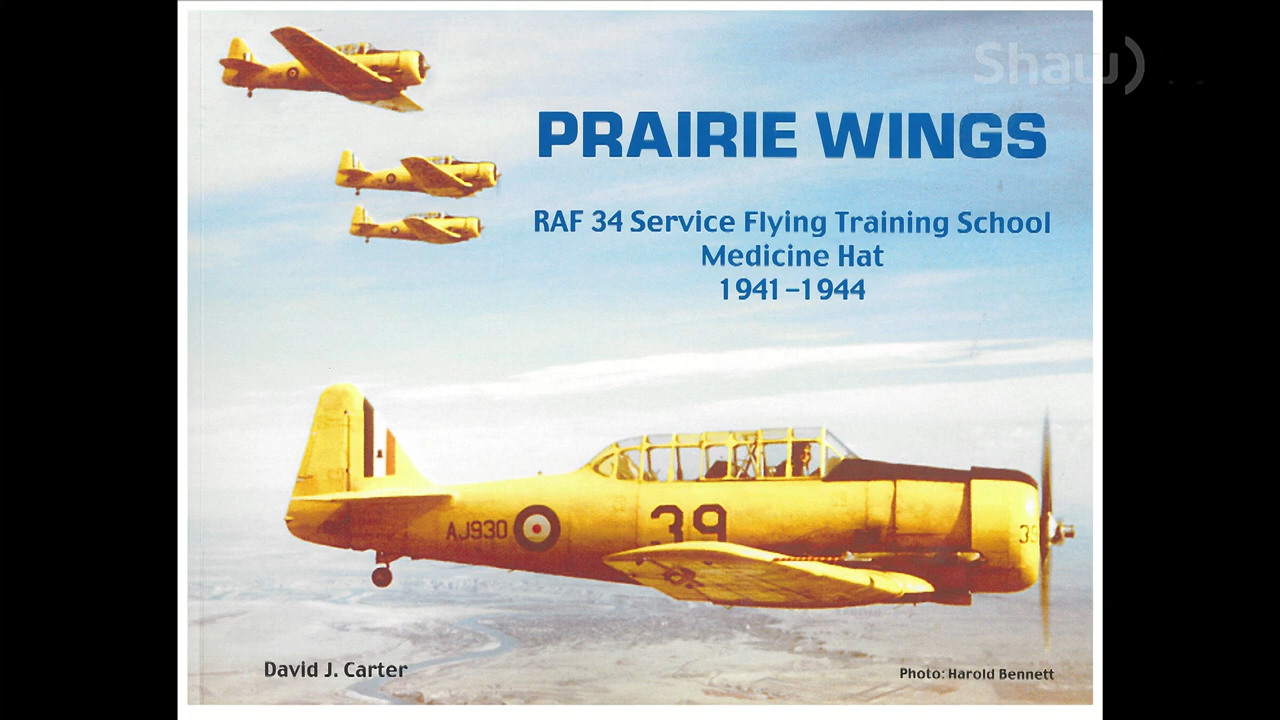 Shaw)
PRAIRIE WINGS
RAF 34 Service Flying Training School
Medicine Hat
1941–1944
AJ930
39
39
David J. Carter
Photo: Harold Bennett